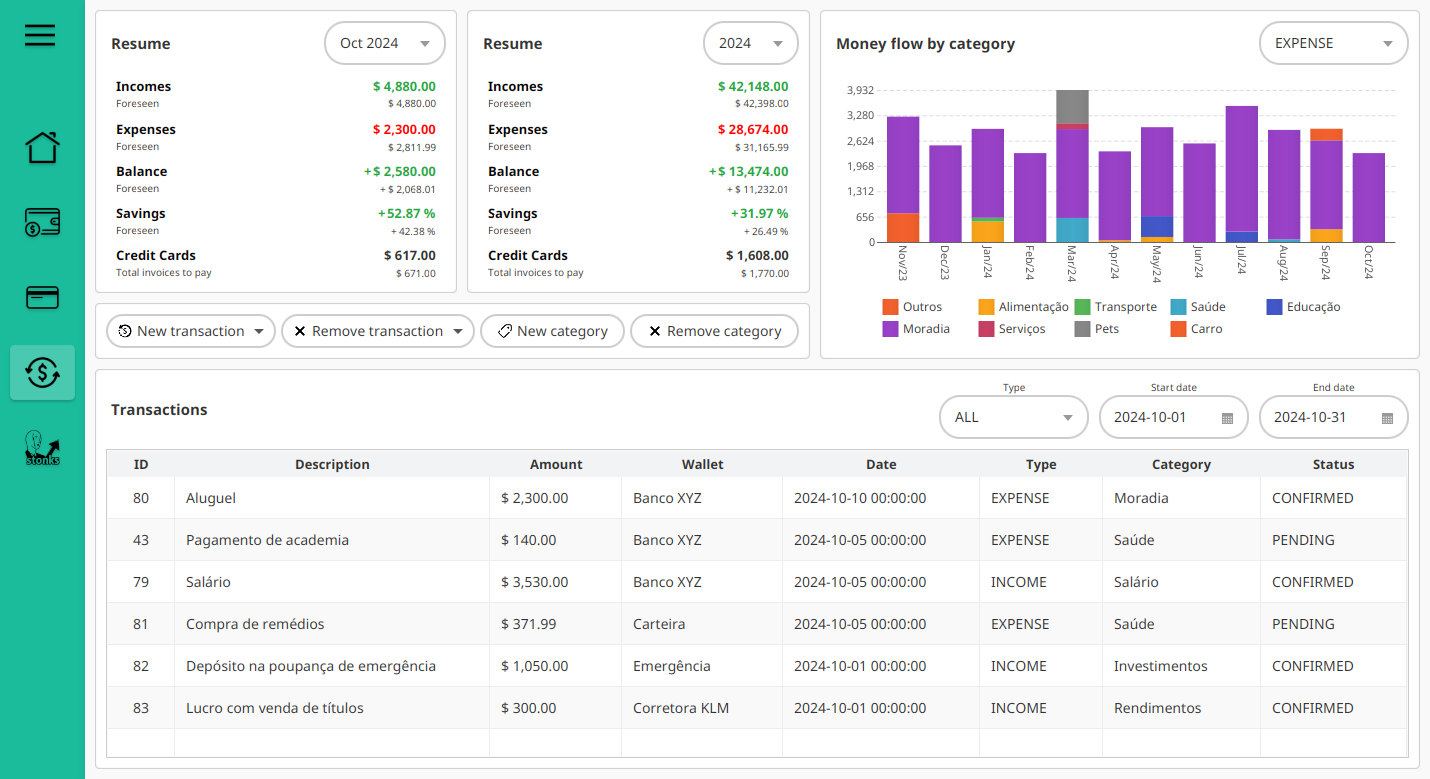 Resume
Oct 2024
Incomes $ 4,880.00
Foreseen $ 4,880.00
Expenses $ 2,300.00
Foreseen $ 2,811.99
Balance +$ 2,580.00
Foreseen +$ 2,068.01
Savings +52.87 %
Foreseen +42.38 %
Credit Cards $ 617.00
Total invoices to pay $ 671.00
Resume
2024
Incomes $ 42,148.00
Foreseen $ 42,398.00
Expenses $ 28,674.00
Foreseen $ 31,165.99
Balance +$ 13,474.00
Foreseen +$ 11,232.01
Savings +31.97 %
Foreseen +26.49 %
Credit Cards $ 1,608.00
Total invoices to pay $ 1,770.00
Money flow by category
EXPENSE
3,932
3,280
2,624
1,968
1,312
656
0
Nov/23 Dec/23 Jan/24 Feb/24 Mar/24 Apr/24 May/24 Jun/24 Jul/24 Aug/24 Sep/24 Oct/24
Outros Alimentação Transporte Saúde Educação
Moradia Serviços Pets Carro
New transaction Remove transaction New category Remove category
stonks
Transactions
Type Start date End date
ALL 2024-10-01 2024-10-31
ID Description Amount Wallet Date Type Category Status
80 Aluguel $ 2,300.00 Banco XYZ 2024-10-10 00:00:00 EXPENSE Moradia CONFIRMED
43 Pagamento de academia $ 140.00 Banco XYZ 2024-10-05 00:00:00 EXPENSE Saúde PENDING
79 Salário $ 3,530.00 Banco XYZ 2024-10-05 00:00:00 INCOME Salário CONFIRMED
81 Compra de remédios $ 371.99 Carteira 2024-10-05 00:00:00 EXPENSE Saúde PENDING
82 Depósito na poupança de emergência $ 1,050.00 Emergência 2024-10-01 00:00:00 INCOME Investimentos CONFIRMED
83 Lucro com venda de títulos $ 300.00 Corretora KLM 2024-10-01 00:00:00 INCOME Rendimentos CONFIRMED